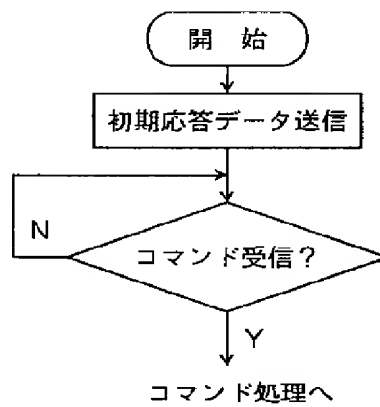 開　始
初期応答データ送信
N
コマンド受信？
Y
コマンド処理へ